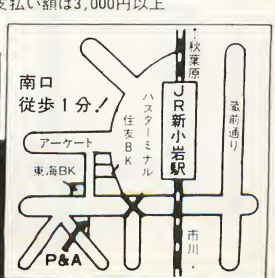 支払い額は3,000円以上
南口
徒歩1分!
アーケート
東海BK
P&A
住友BK
バスターミナル
・秋葉原
JR新小岩駅
市川・
蔵前通り